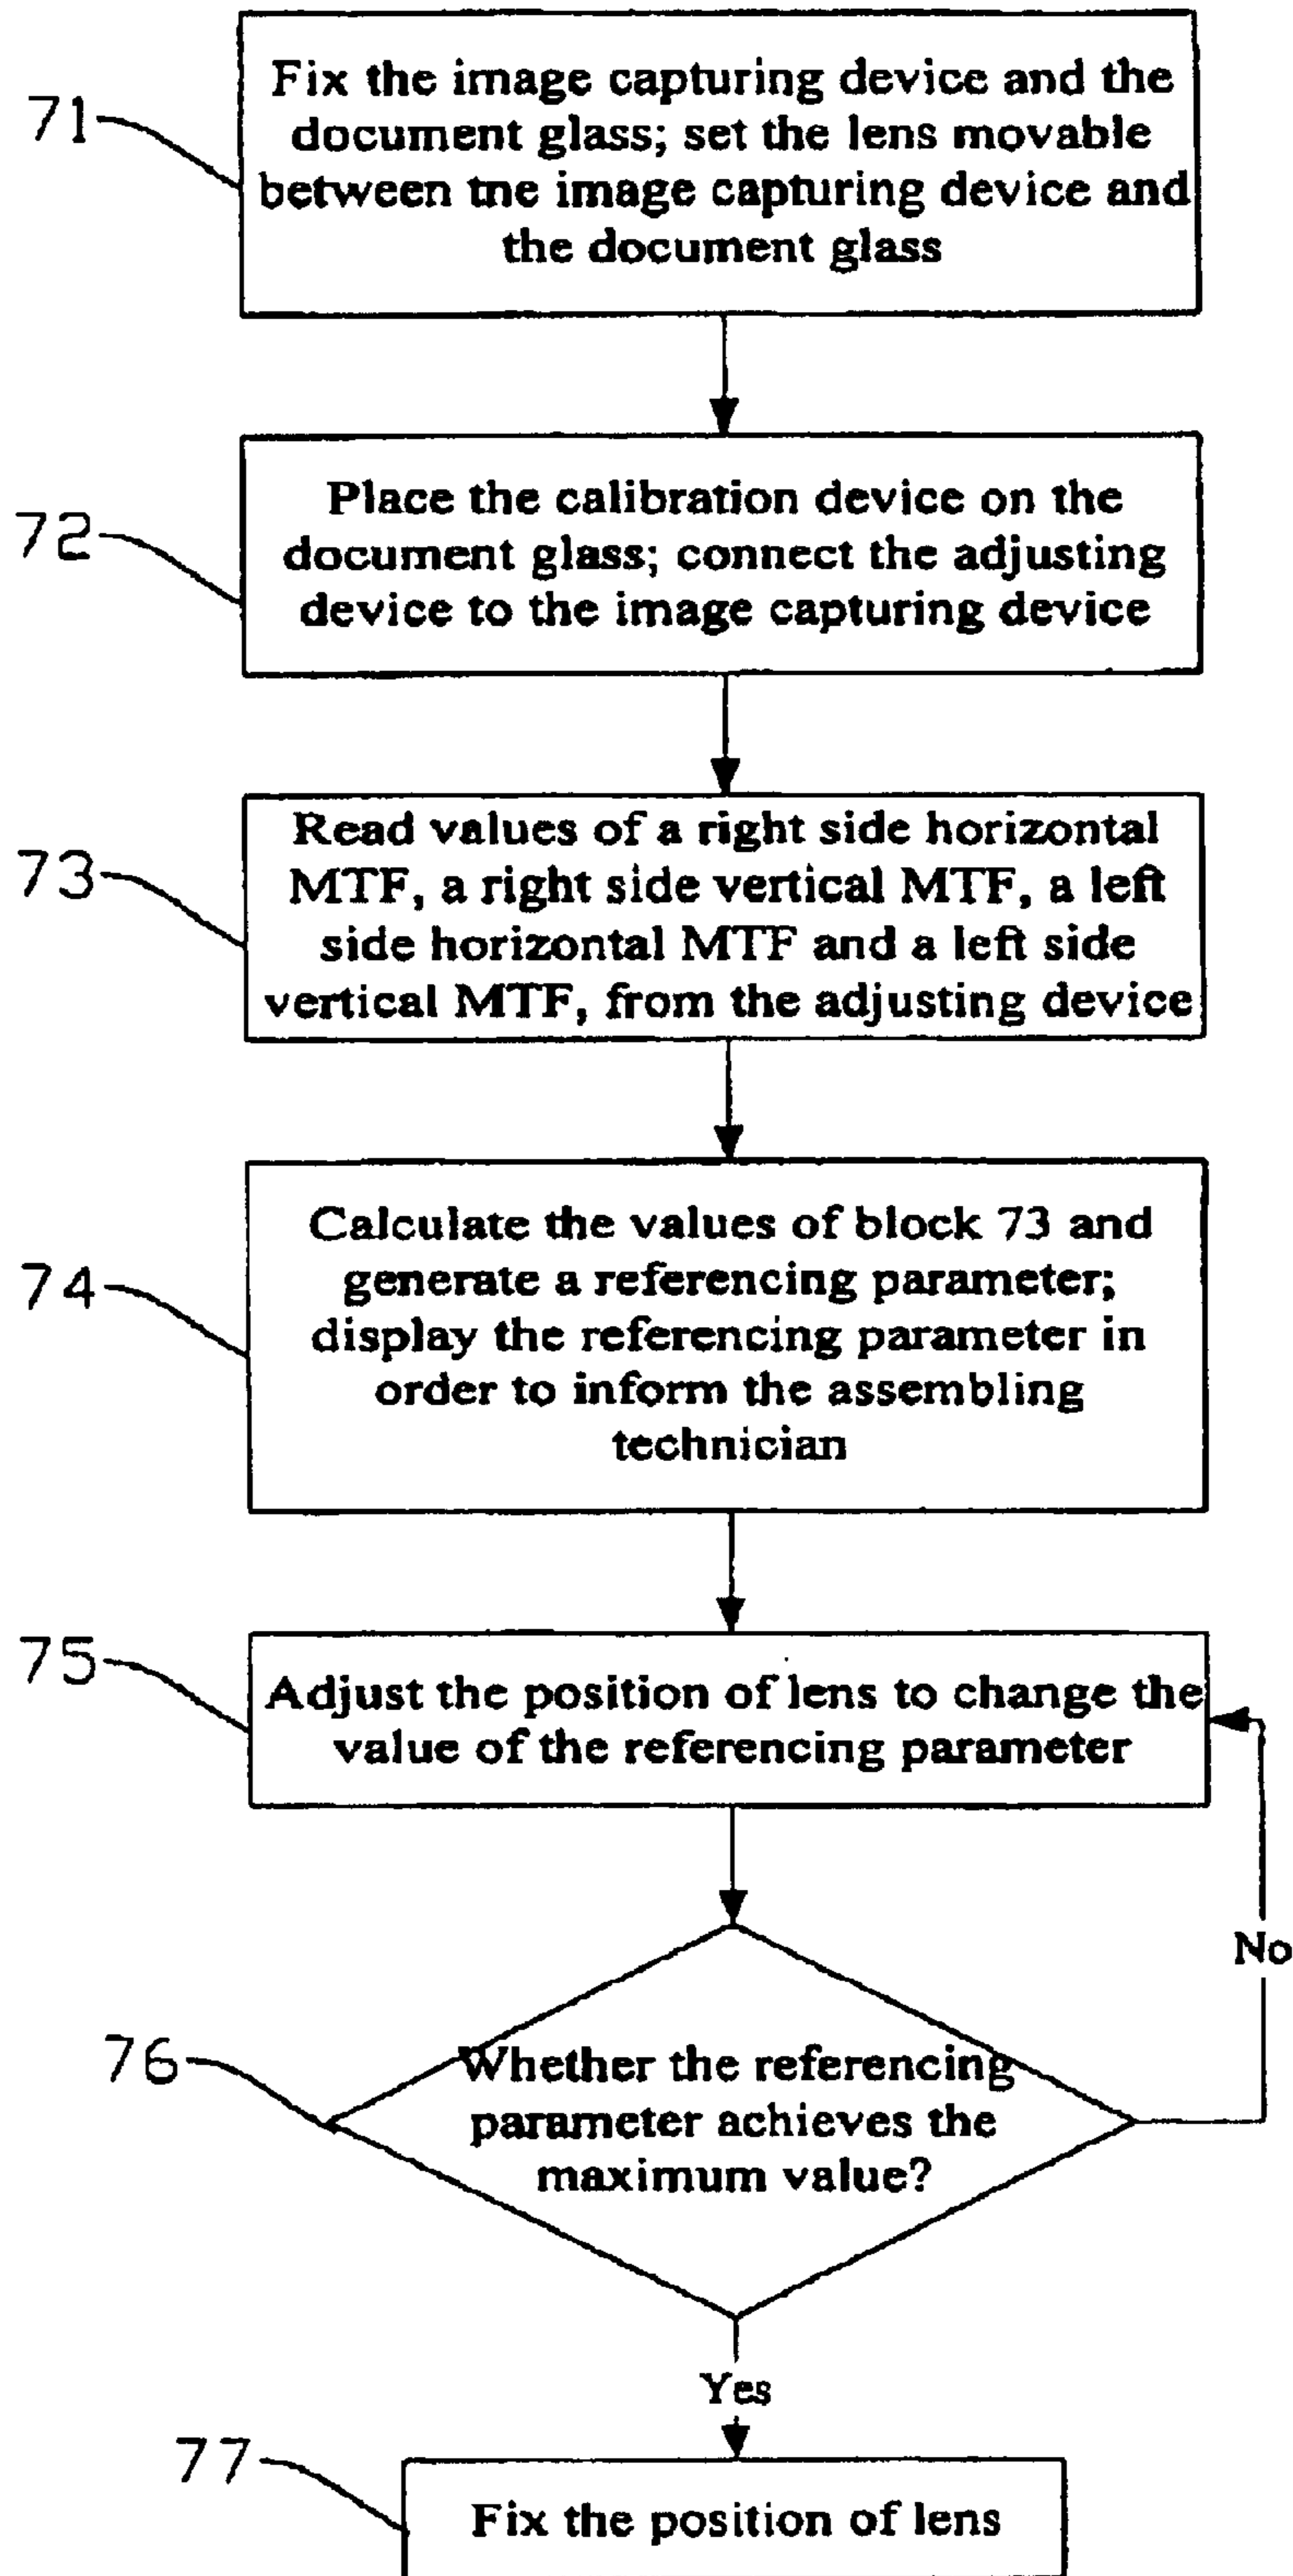 71
Fix the image capturing device and the
document glass; set the lens movable
between tne image capturing device and
the document glass
72
Place the calibration device on the
document glass; connect the adjusting
device to the image capturing device
73
Read values of a right side horizontal
MTF, a right side vertical MTF, a left
side horizontal MTF and a left side
vertical MTF, from the adjusting device
74
Calculate the values of block 73 and
generate a referencing parameter;
display the referencing parameter in
order to inform the assembling
technician
75
Adjust the position of lens to change the
value of the referencing parameter
No
76
Whether the referencing
parameter achieves the
maximum value?
Yes
77
Fix the position of lens